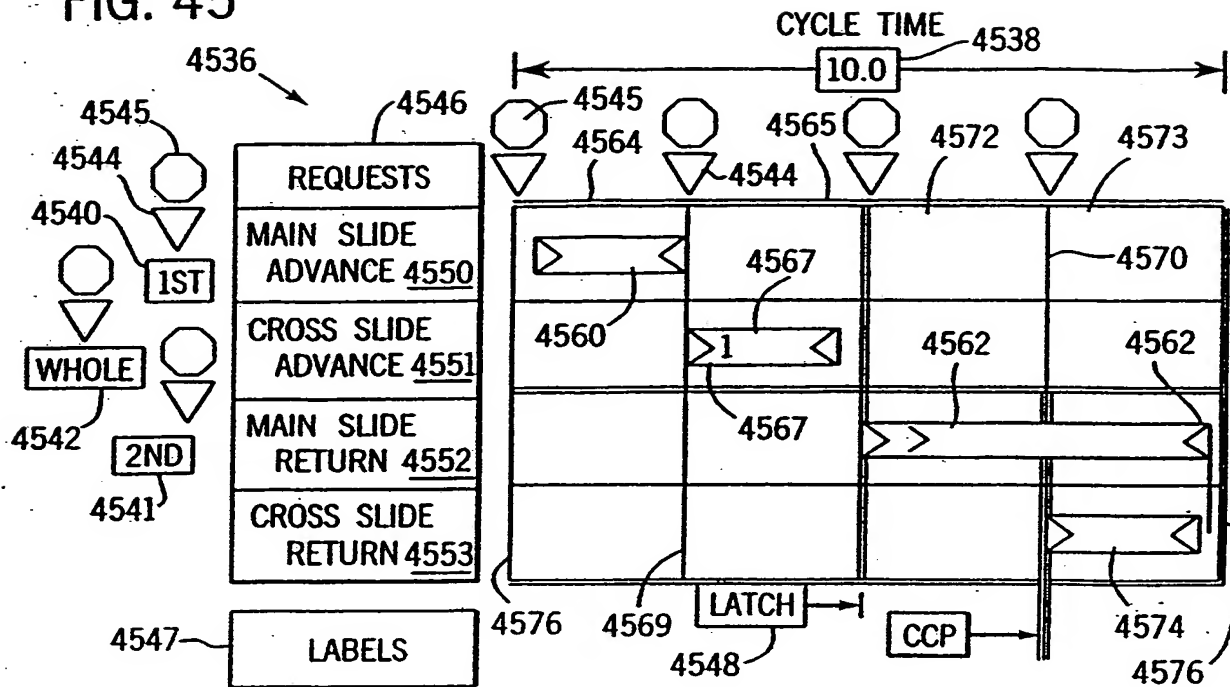 FIG. 45
CYCLE TIME
4536
4538
10.0
4545
4546
4545
4564
4565
4572
4573
4544
REQUESTS
4544
4540
MAIN SLIDE
ADVANCE 4550
1ST
4567
4570
4560
CROSS SLIDE
ADVANCE 4551
1
4562
4562
WHOLE
4567
4542
MAIN SLIDE
RETURN 4552
2ND
4541
CROSS SLIDE
RETURN 4553
LATCH
4576
4569
CCP
4574
4547
LABELS
4548
4576